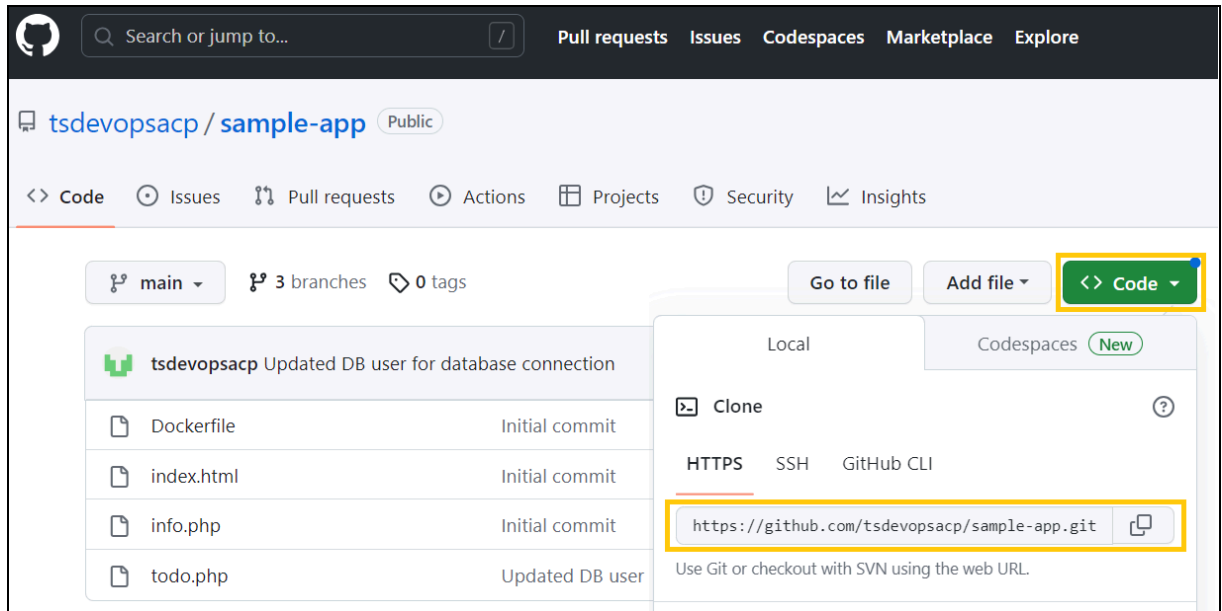 Search or jump to... / Pull requests Issues Codespaces Marketplace Explore
tsdevopsacp / sample-app Public
Code Issues Pull requests Actions Projects Security Insights
main 3 branches 0 tags Go to file Add file Code
Local Codespaces New
tsdevopsacp Updated DB user for database connection
Clone
Dockerfile Initial commit
HTTPS SSH GitHub CLI
index.html Initial commit
info.php Initial commit
https://github.com/tsdevopsacp/sample-app.git
Use Git or checkout with SVN using the web URL.
todo.php Updated DB user